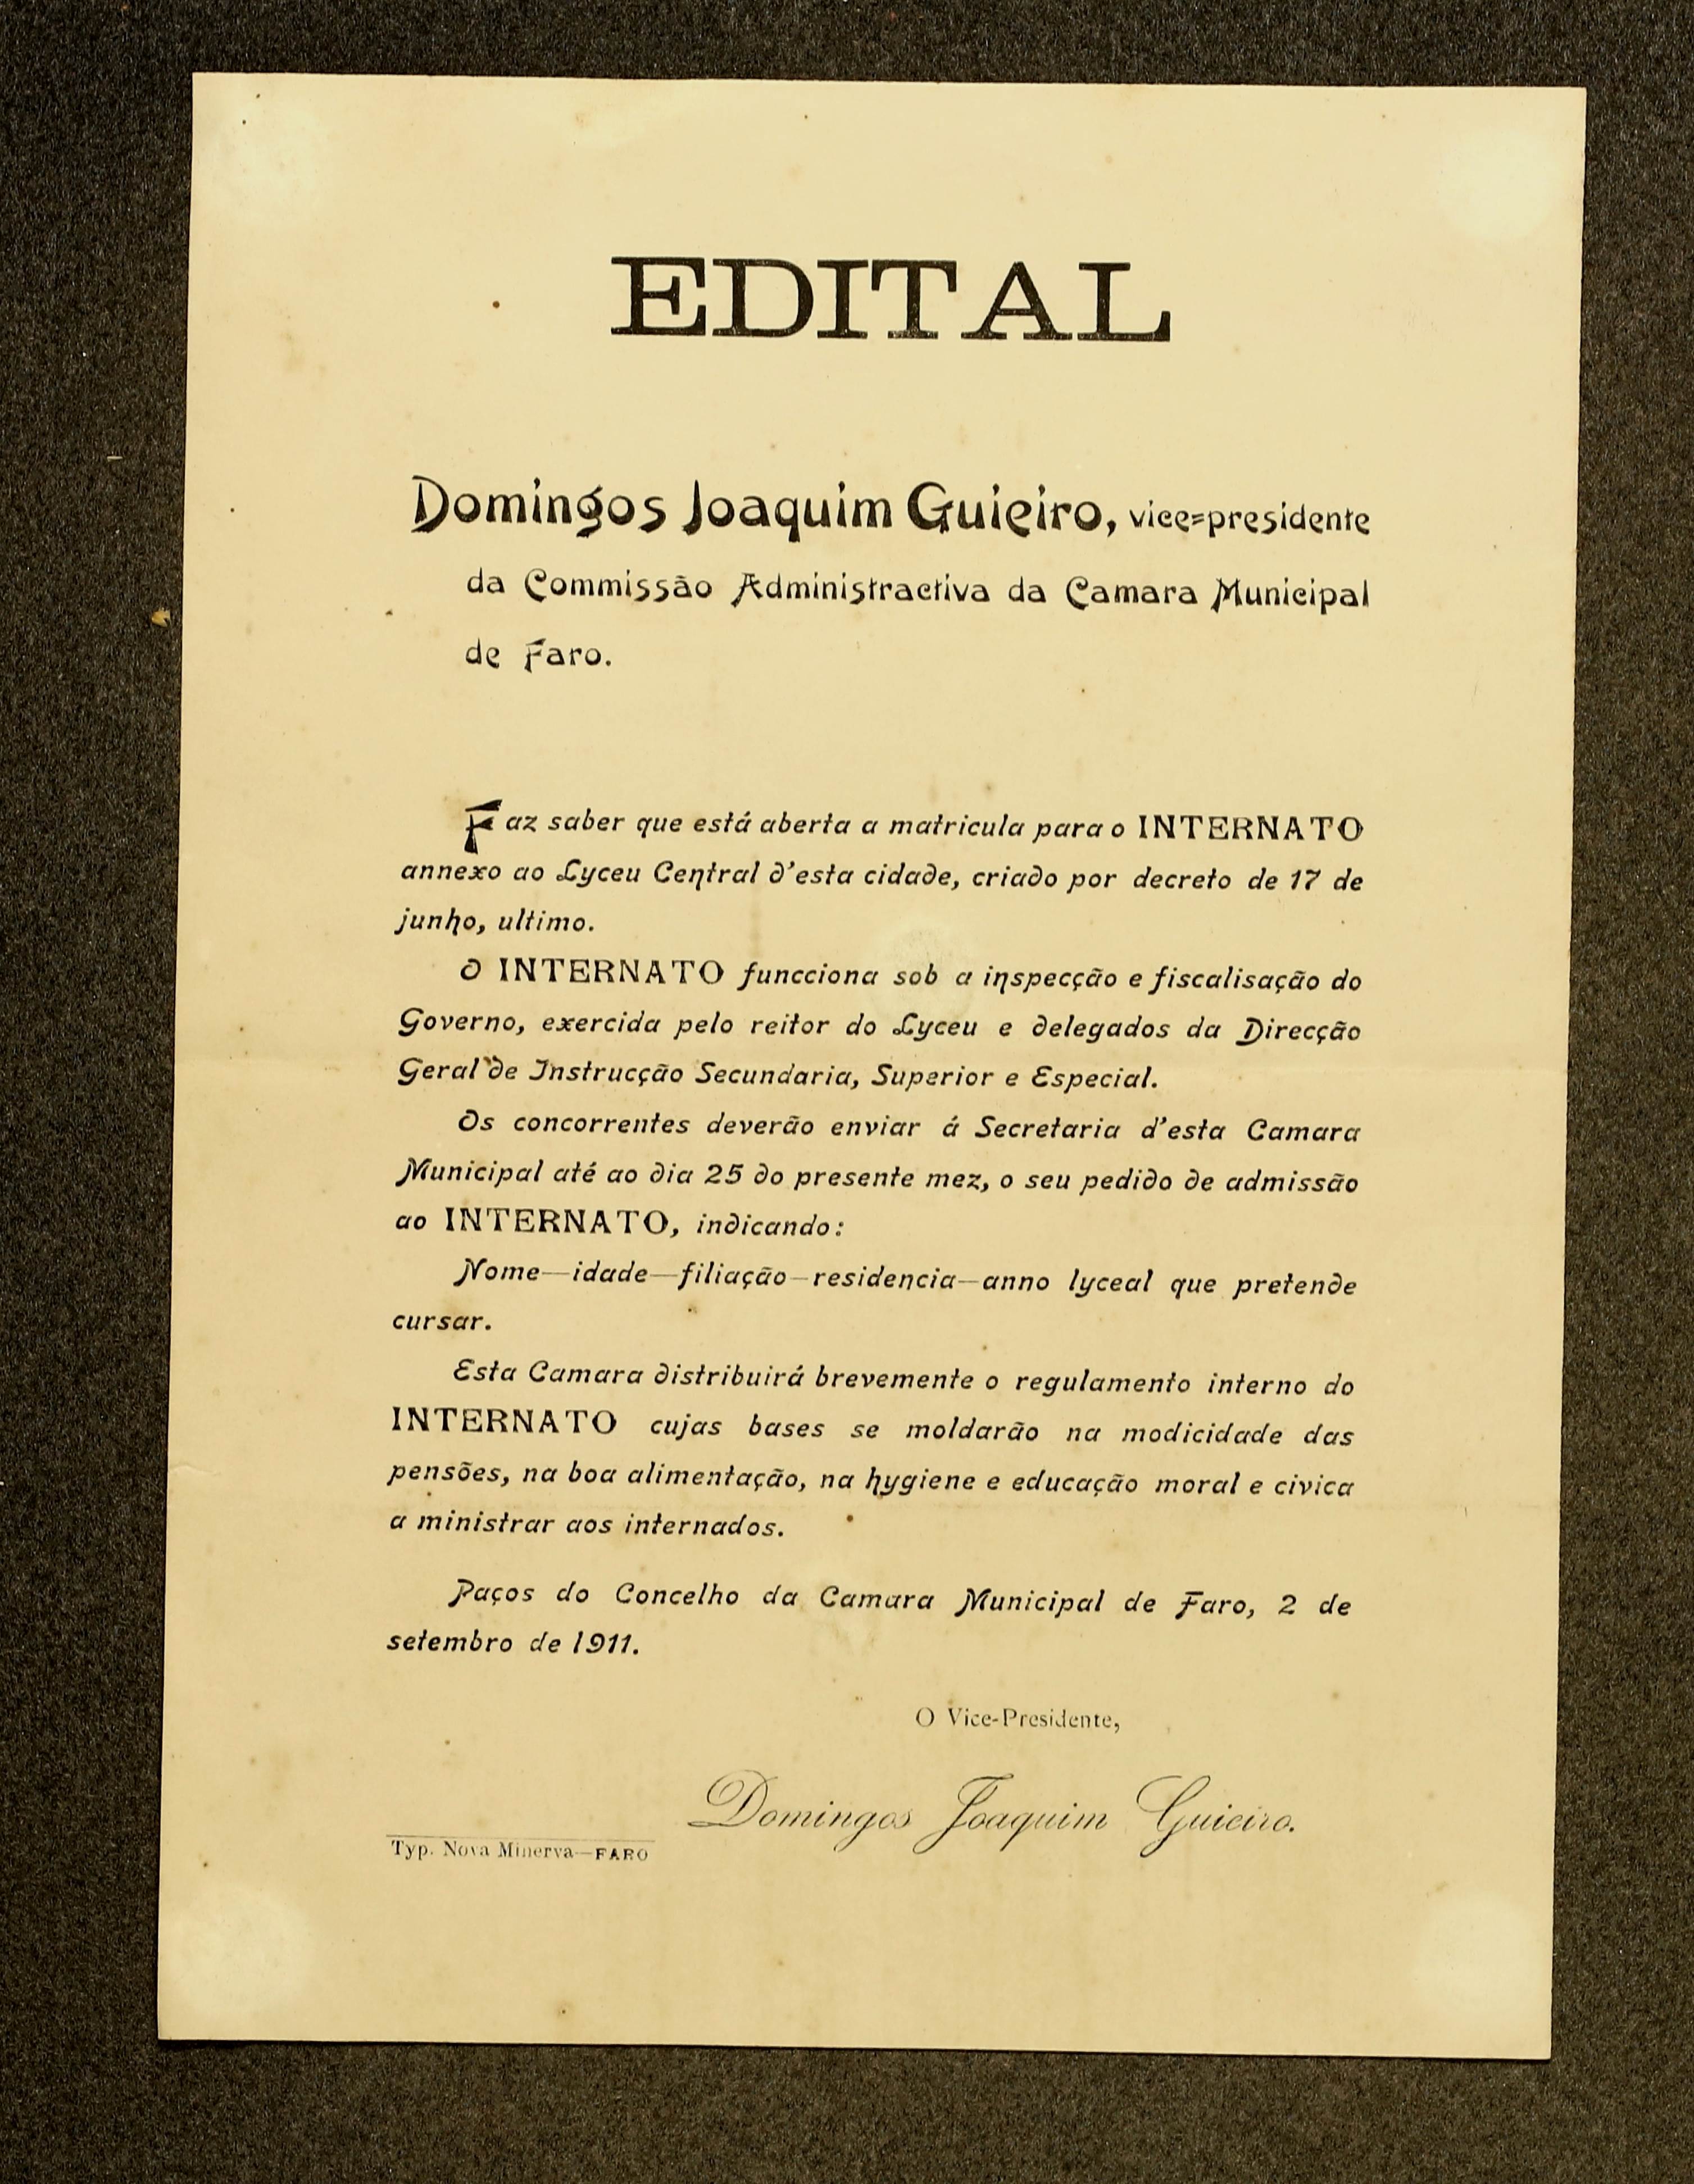 EDITAL
Domingos Joaquim Guieiro, vice=presidente
da Commissão Administractiva da Camara Municipal
de Faro.
Faz saber que está aberta a matricula para o INTERNATO
annexo ao Lyceu Central d'esta cidade, criado por decreto de 17 de
junho, ultimo.
O INTERNATO funcciona sob a inspecção e fiscalisação do
Governo, exercida pelo reitor do Lyceu e delegados da Direcção
Geral de Instrucção Secundaria, Superior e Especial.
Os concorrentes deverão enviar á Secretaria d'esta Camara
Municipal até ao dia 25 do presente mez, o seu pedido de admissão
ao INTERNATO, indicando:
Nome—idade—filiação—residencia—anno lyceal que pretende
cursar.
Esta Camara distribuirá brevemente o regulamento interno do
INTERNATO cujas bases se moldarão na modicidade das
pensões, na boa alimentação, na hygiene e educação moral e civica
a ministrar aos internados.
Paços do Concelho da Camara Municipal de Faro, 2 de
setembro de 1911.
O Vice-Presidente,
Domingos Joaquim Guieiro.
Typ. Nova Minerva—FARO